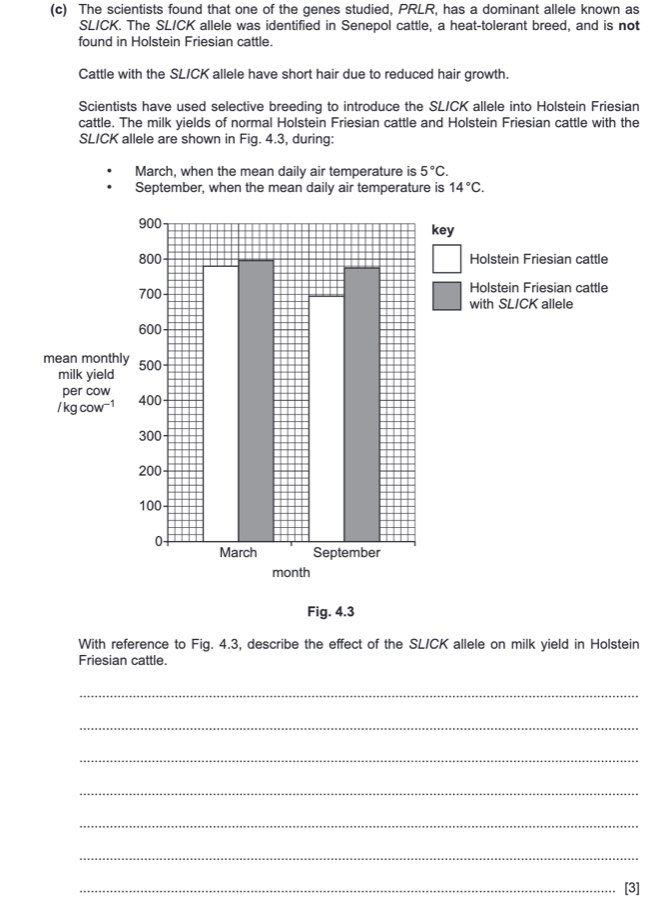 (c) The scientists found that one of the genes studied, PRLR, has a dominant allele known as
SLICK. The SLICK allele was identified in Senepol cattle, a heat-tolerant breed, and is not
found in Holstein Friesian cattle.
Cattle with the SLICK allele have short hair due to reduced hair growth.
Scientists have used selective breeding to introduce the SLICK allele into Holstein Friesian
cattle. The milk yields of normal Holstein Friesian cattle and Holstein Friesian cattle with the
SLICK allele are shown in Fig. 4.3, during:
• March, when the mean daily air temperature is 5 °C.
• September, when the mean daily air temperature is 14 °C.
900
800
700
600
500
400
300
200
100
0
mean monthly
milk yield
per cow
/ kg cow⁻¹
March
September
month
key
Holstein Friesian cattle
Holstein Friesian cattle
with SLICK allele
Fig. 4.3
With reference to Fig. 4.3, describe the effect of the SLICK allele on milk yield in Holstein
Friesian cattle.
[3]